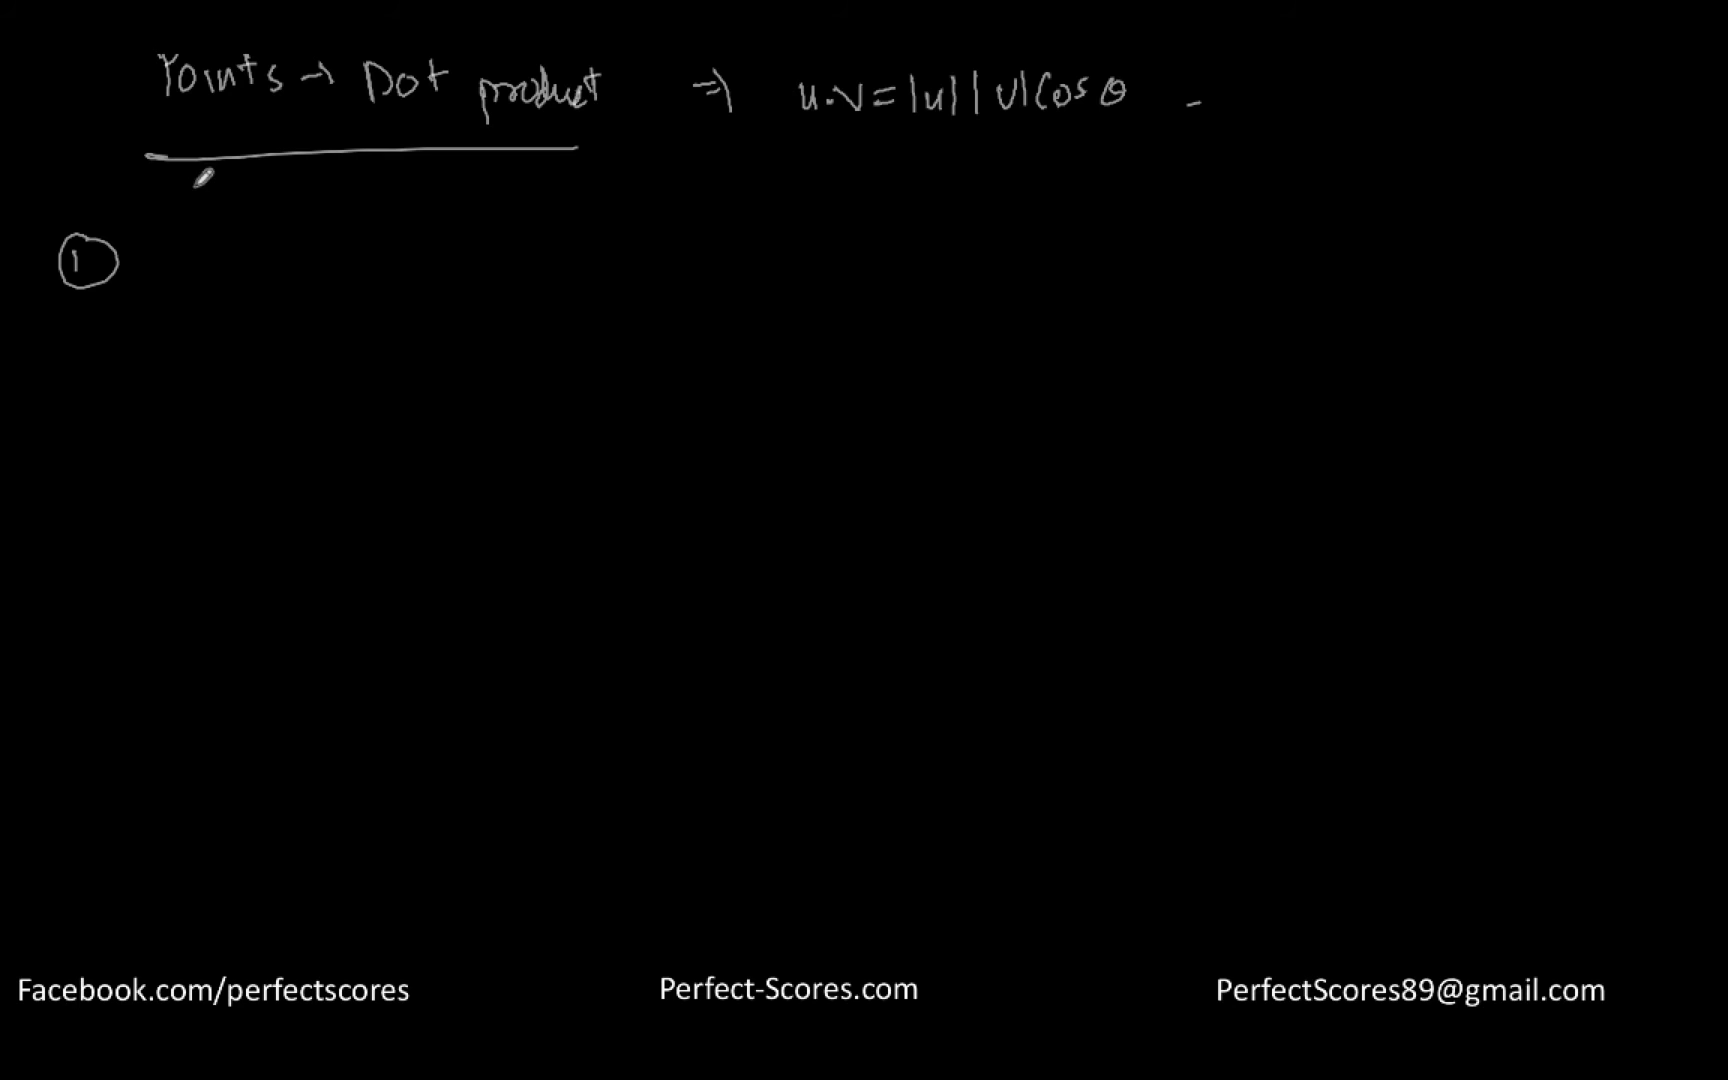 Points → Dot product ⇒ u.v = |u| |v| Cos θ -
①
Facebook.com/perfectscores Perfect-Scores.com PerfectScores89@gmail.com